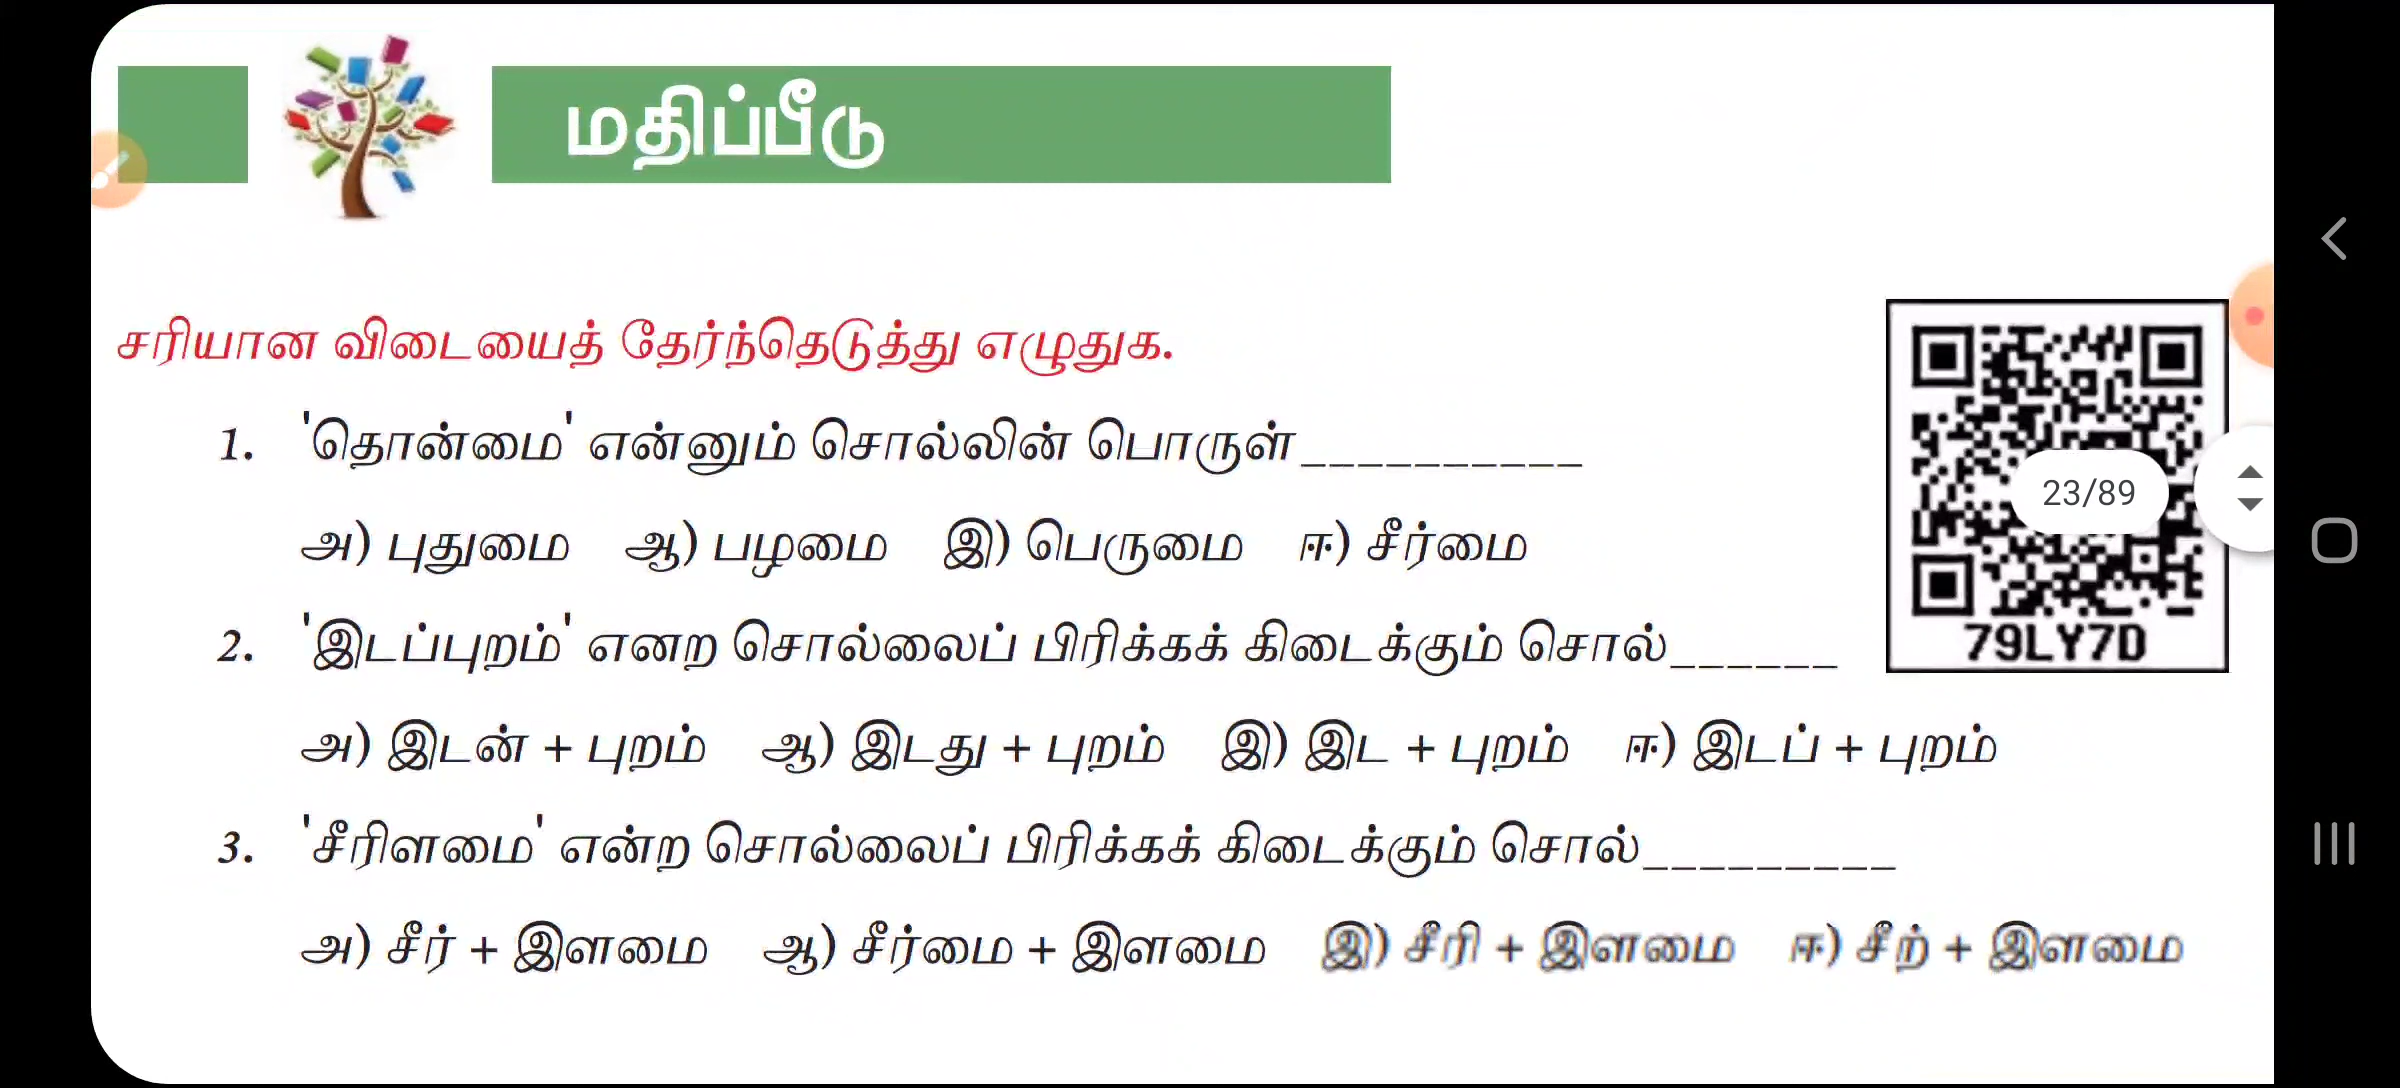 மதிப்பீடு
சரியான விடையைத் தேர்ந்தெடுத்து எழுதுக.
1. 'தொன்மை' என்னும் சொல்லின் பொருள்__________
அ) புதுமை ஆ) பழமை இ) பெருமை ஈ) சீர்மை
2. 'இடப்புறம்' எனற சொல்லைப் பிரிக்கக் கிடைக்கும் சொல்______
அ) இடன் + புறம் ஆ) இடது + புறம் இ) இட + புறம் ஈ) இடப் + புறம்
3. 'சீரிளமை' என்ற சொல்லைப் பிரிக்கக் கிடைக்கும் சொல்_________
அ) சீர் + இளமை ஆ) சீர்மை + இளமை இ) சீரி + இளமை ஈ) சீற் + இளமை
23/89
79LY7D